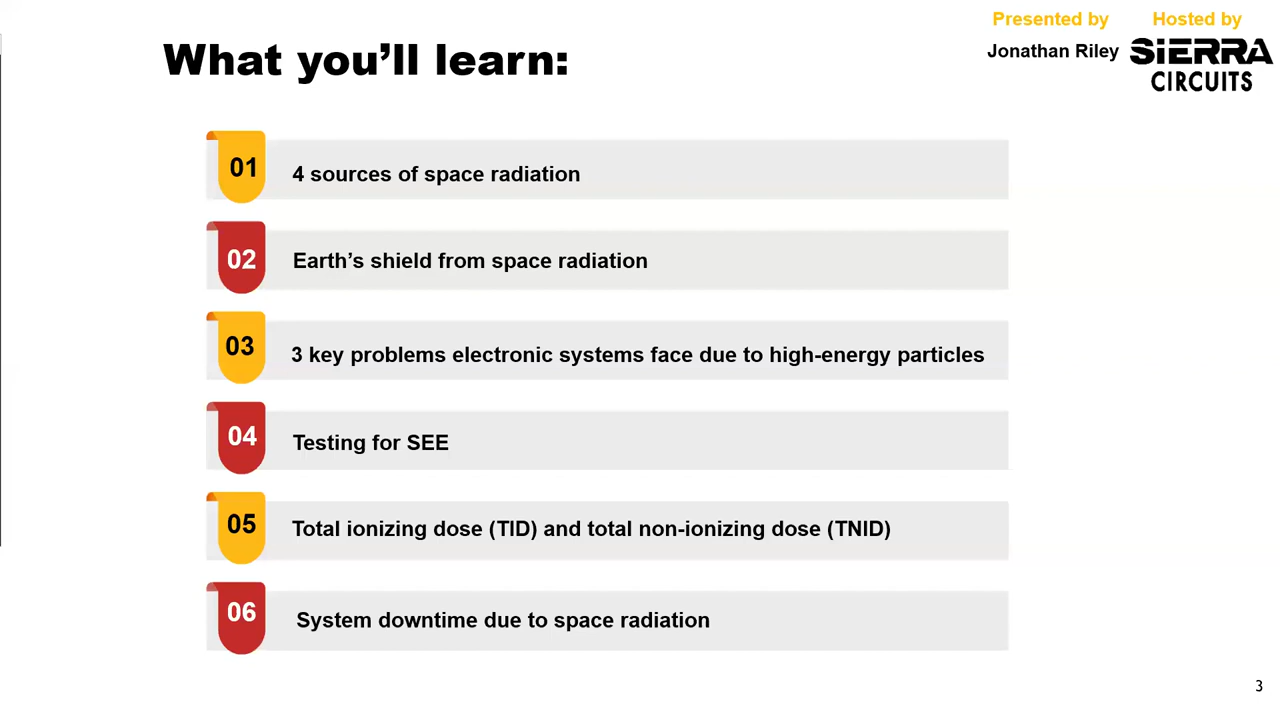 What you’ll learn:
Presented by
Jonathan Riley
Hosted by
SIERRA
CIRCUITS
01
4 sources of space radiation
02
Earth’s shield from space radiation
03
3 key problems electronic systems face due to high-energy particles
04
Testing for SEE
05
Total ionizing dose (TID) and total non-ionizing dose (TNID)
06
System downtime due to space radiation
3